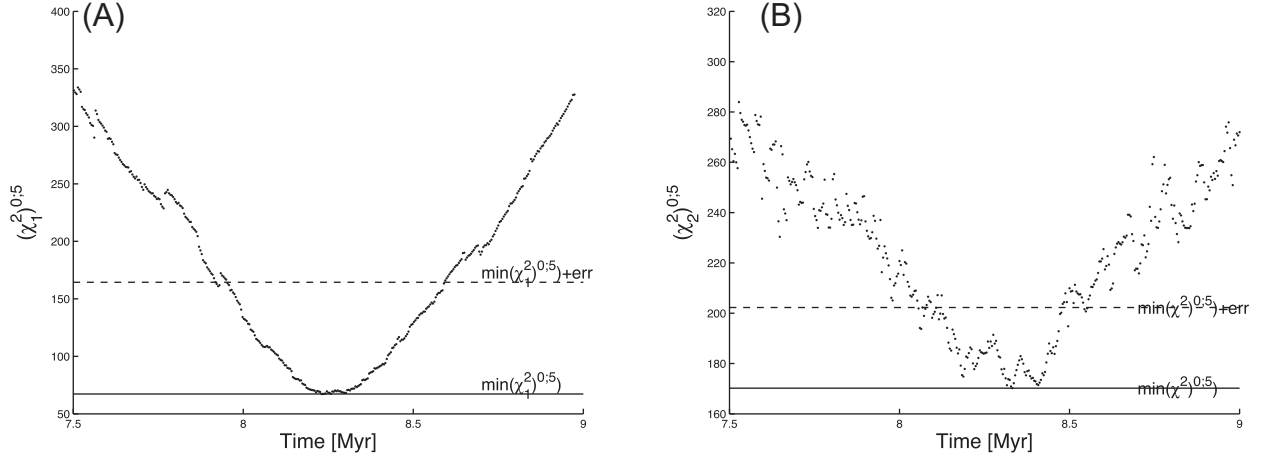 (A)
400
350
300
250
200
150
100
50
7.5
8
8.5
9
Time [Myr]
(χ₁²)^0;5
min(χ₁²)^0;5)+err
min(χ₁²)^0;5)
(B)
320
300
280
260
240
220
200
180
160
7.5
8
8.5
9
Time [Myr]
(χ₂²)^0;5
min(χ²)^0;5)+err
min(χ²)^0;5)